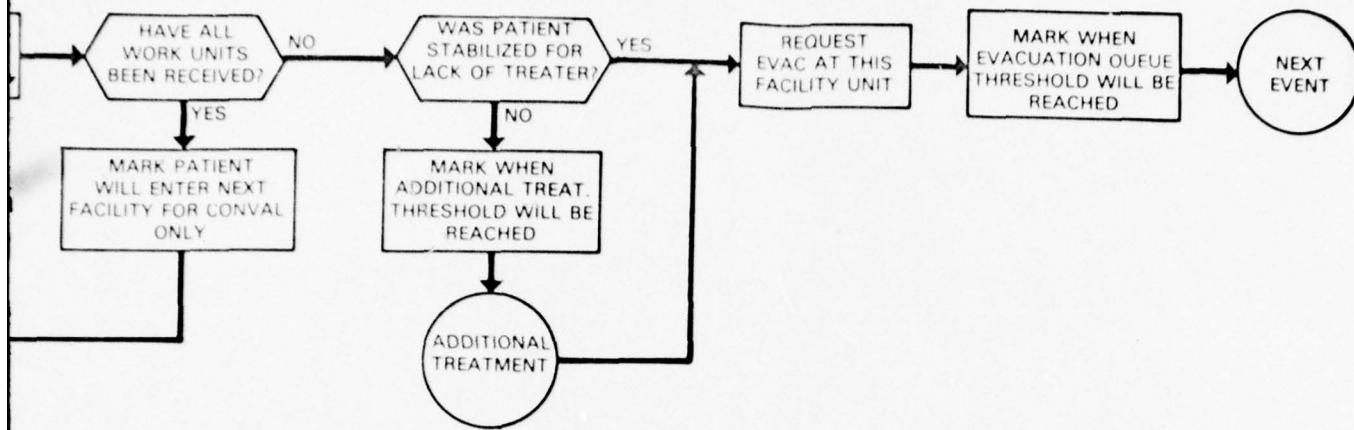 HAVE ALL
WORK UNITS
BEEN RECEIVED?
NO
YES
WAS PATIENT
STABILIZED FOR
LACK OF TREATER?
YES
NO
REQUEST
EVAC AT THIS
FACILITY UNIT
MARK WHEN
EVACUATION QUEUE
THRESHOLD WILL BE
REACHED
NEXT
EVENT
MARK PATIENT
WILL ENTER NEXT
FACILITY FOR CONVAL
ONLY
MARK WHEN
ADDITIONAL TREAT.
THRESHOLD WILL BE
REACHED
ADDITIONAL
TREATMENT